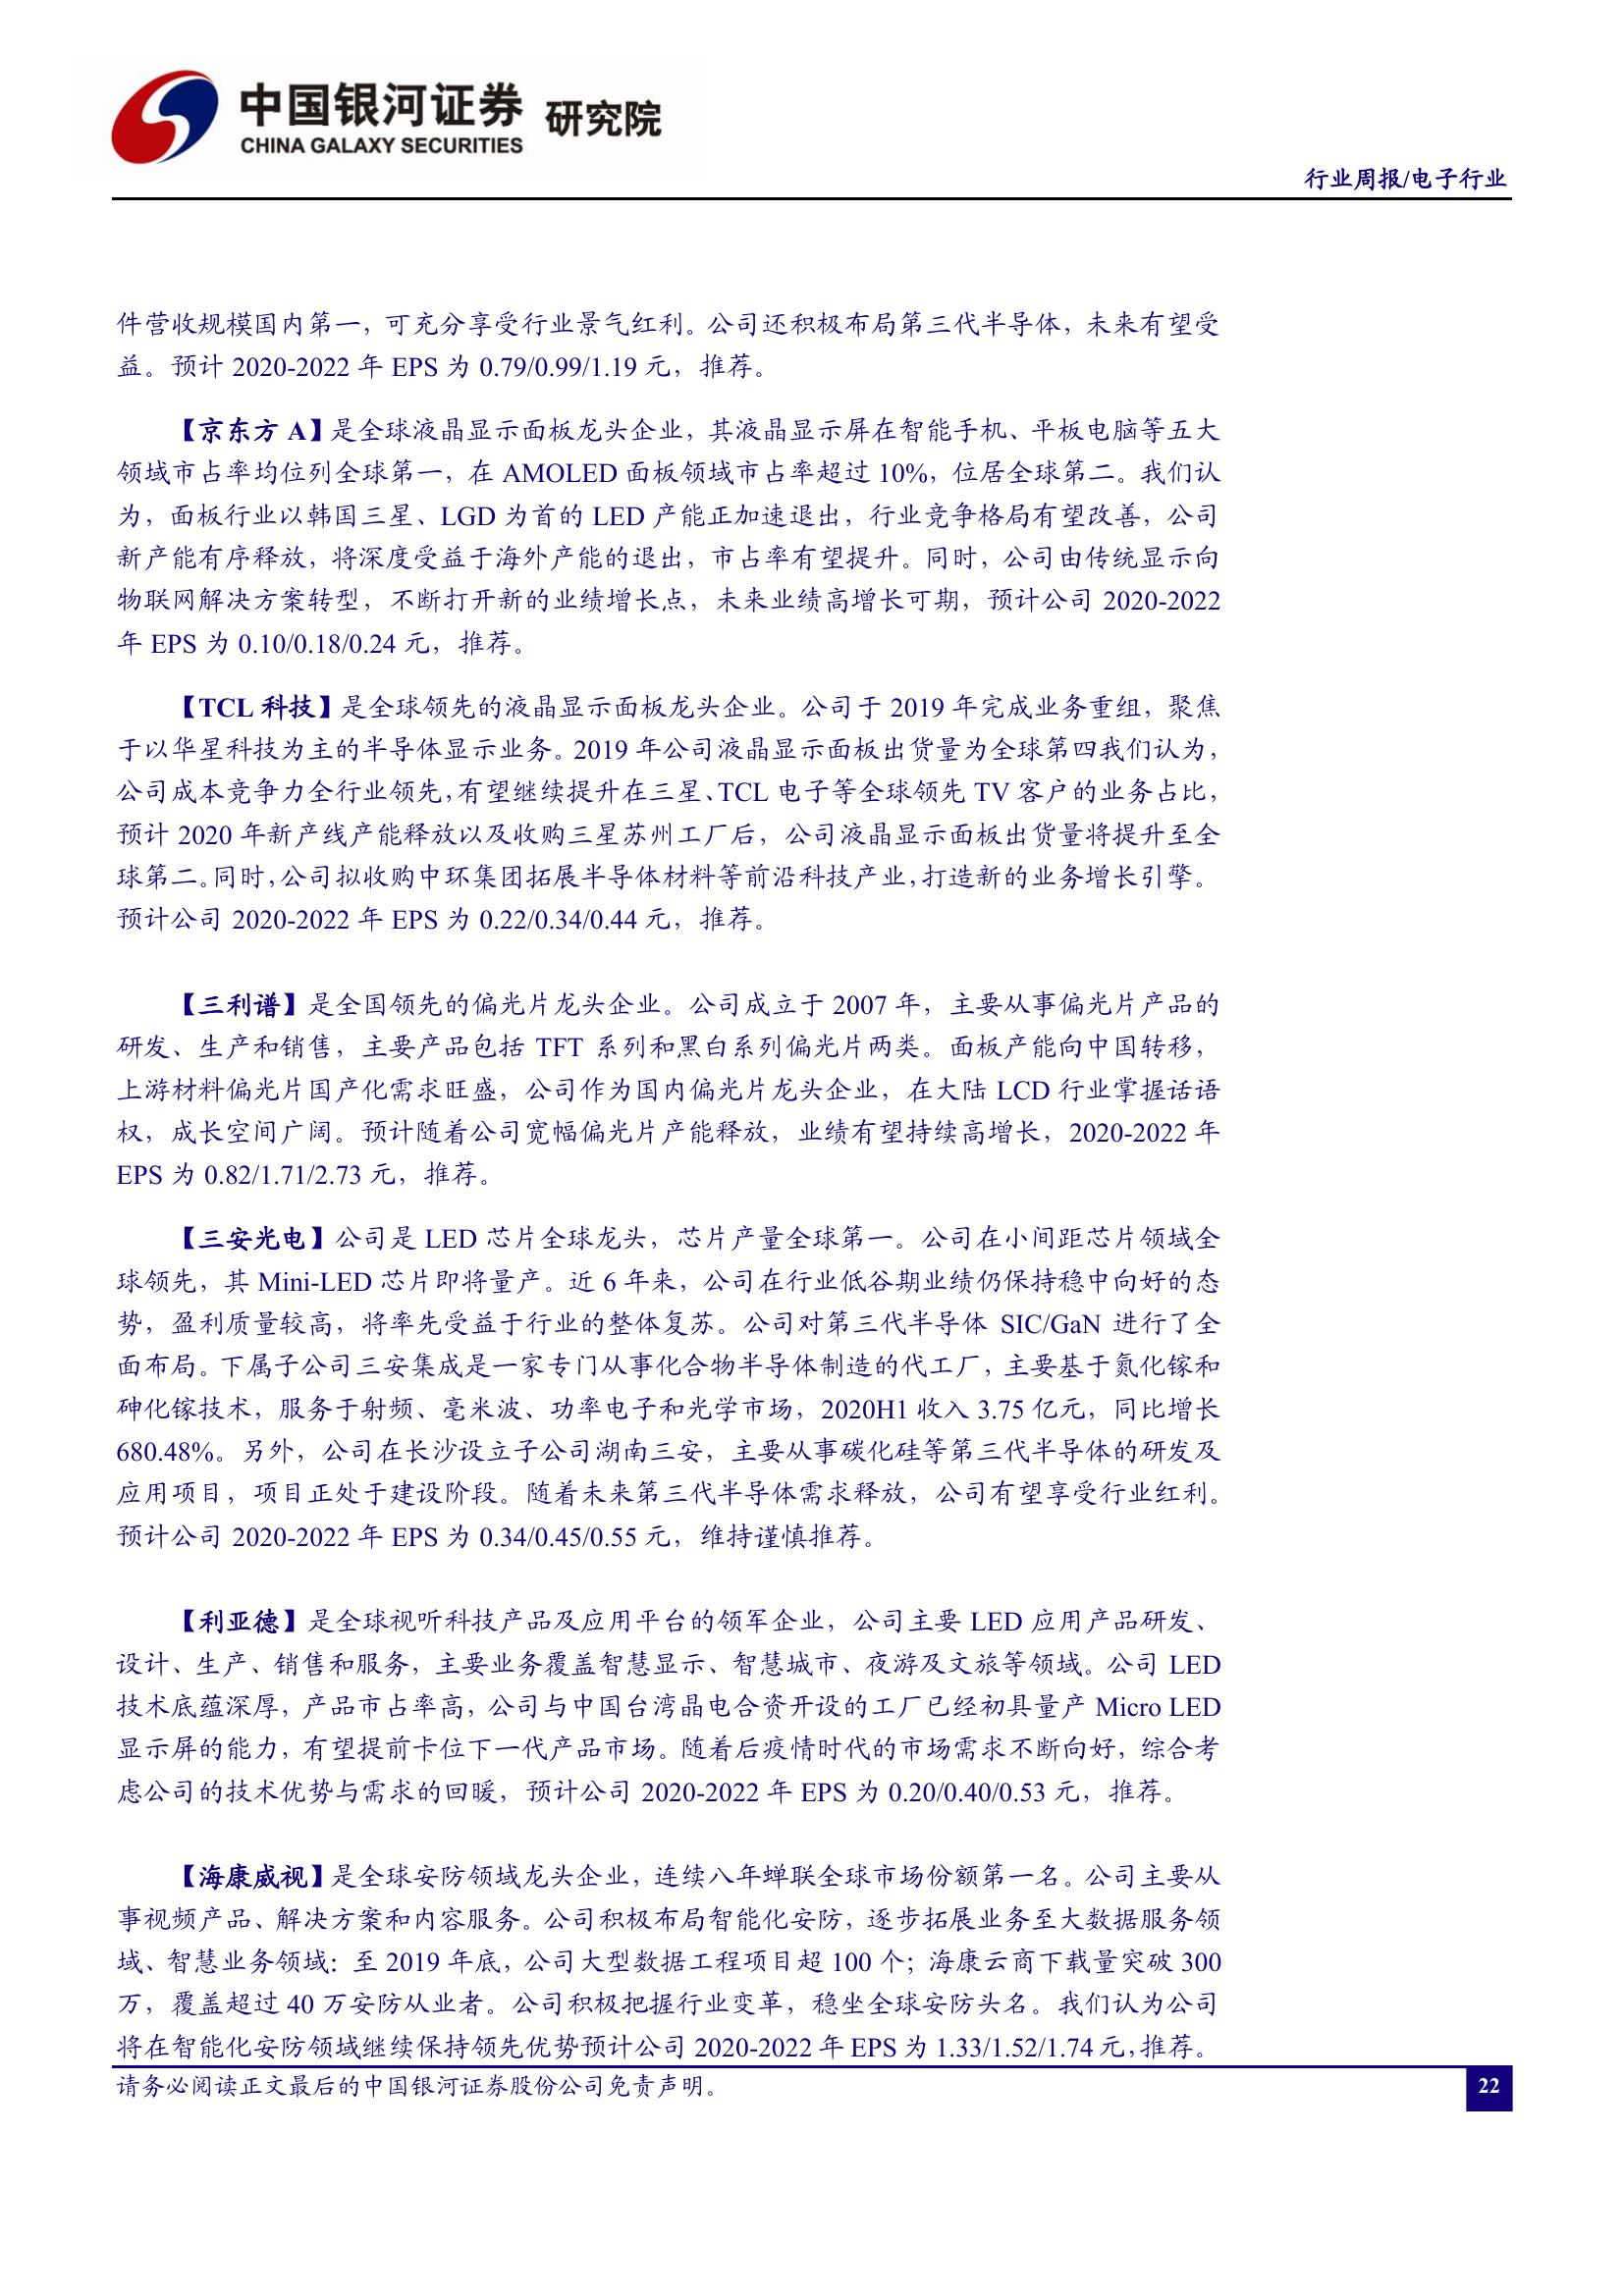 中国银河证券 研究院
CHINA GALAXY SECURITIES
行业周报/电子行业
件营收规模国内第一，可充分享受行业景气红利。公司还积极布局第三代半导体，未来有望受
益。预计 2020-2022 年 EPS 为 0.79/0.99/1.19 元，推荐。
【京东方 A】是全球液晶显示面板龙头企业，其液晶显示屏在智能手机、平板电脑等五大
领域市占率均位列全球第一，在 AMOLED 面板领域市占率超过 10%，位居全球第二。我们认
为，面板行业以韩国三星、LGD 为首的 LED 产能正加速退出，行业竞争格局有望改善，公司
新产能有序释放，将深度受益于海外产能的退出，市占率有望提升。同时，公司由传统显示向
物联网解决方案转型，不断打开新的业绩增长点，未来业绩高增长可期，预计公司 2020-2022
年 EPS 为 0.10/0.18/0.24 元，推荐。
【TCL 科技】是全球领先的液晶显示面板龙头企业。公司于 2019 年完成业务重组，聚焦
于以华星科技为主的半导体显示业务。2019 年公司液晶显示面板出货量为全球第四我们认为，
公司成本竞争力全行业领先，有望继续提升在三星、TCL 电子等全球领先 TV 客户的业务占比，
预计 2020 年新产线产能释放以及收购三星苏州工厂后，公司液晶显示面板出货量将提升至全
球第二。同时，公司拟收购中环集团拓展半导体材料等前沿科技产业，打造新的业务增长引擎。
预计公司 2020-2022 年 EPS 为 0.22/0.34/0.44 元，推荐。
【三利谱】是全国领先的偏光片龙头企业。公司成立于 2007 年，主要从事偏光片产品的
研发、生产和销售，主要产品包括 TFT 系列和黑白系列偏光片两类。面板产能向中国转移，
上游材料偏光片国产化需求旺盛，公司作为国内偏光片龙头企业，在大陆 LCD 行业掌握话语
权，成长空间广阔。预计随着公司宽幅偏光片产能释放，业绩有望持续高增长，2020-2022 年
EPS 为 0.82/1.71/2.73 元，推荐。
【三安光电】公司是 LED 芯片全球龙头，芯片产量全球第一。公司在小间距芯片领域全
球领先，其 Mini-LED 芯片即将量产。近 6 年来，公司在行业低谷期业绩仍保持稳中向好的态
势，盈利质量较高，将率先受益于行业的整体复苏。公司对第三代半导体 SIC/GaN 进行了全
面布局。下属子公司三安集成是一家专门从事化合物半导体制造的代工厂，主要基于氮化镓和
砷化镓技术，服务于射频、毫米波、功率电子和光学市场，2020H1 收入 3.75 亿元，同比增长
680.48%。另外，公司在长沙设立子公司湖南三安，主要从事碳化硅等第三代半导体的研发及
应用项目，项目正处于建设阶段。随着未来第三代半导体需求释放，公司有望享受行业红利。
预计公司 2020-2022 年 EPS 为 0.34/0.45/0.55 元，维持谨慎推荐。
【利亚德】是全球视听科技产品及应用平台的领军企业，公司主要 LED 应用产品研发、
设计、生产、销售和服务，主要业务覆盖智慧显示、智慧城市、夜游及文旅等领域。公司 LED
技术底蕴深厚，产品市占率高，公司与中国台湾晶电合资开设的工厂已经初具量产 Micro LED
显示屏的能力，有望提前卡位下一代产品市场。随着后疫情时代的市场需求不断向好，综合考
虑公司的技术优势与需求的回暖，预计公司 2020-2022 年 EPS 为 0.20/0.40/0.53 元，推荐。
【海康威视】是全球安防领域龙头企业，连续八年蝉联全球市场份额第一名。公司主要从
事视频产品、解决方案和内容服务。公司积极布局智能化安防，逐步拓展业务至大数据服务领
域、智慧业务领域：至 2019 年底，公司大型数据工程项目超 100 个；海康云商下载量突破 300
万，覆盖超过 40 万安防从业者。公司积极把握行业变革，稳坐全球安防头名。我们认为公司
将在智能化安防领域继续保持领先优势预计公司 2020-2022 年 EPS 为 1.33/1.52/1.74 元，推荐。
请务必阅读正文最后的中国银河证券股份公司免责声明。
22